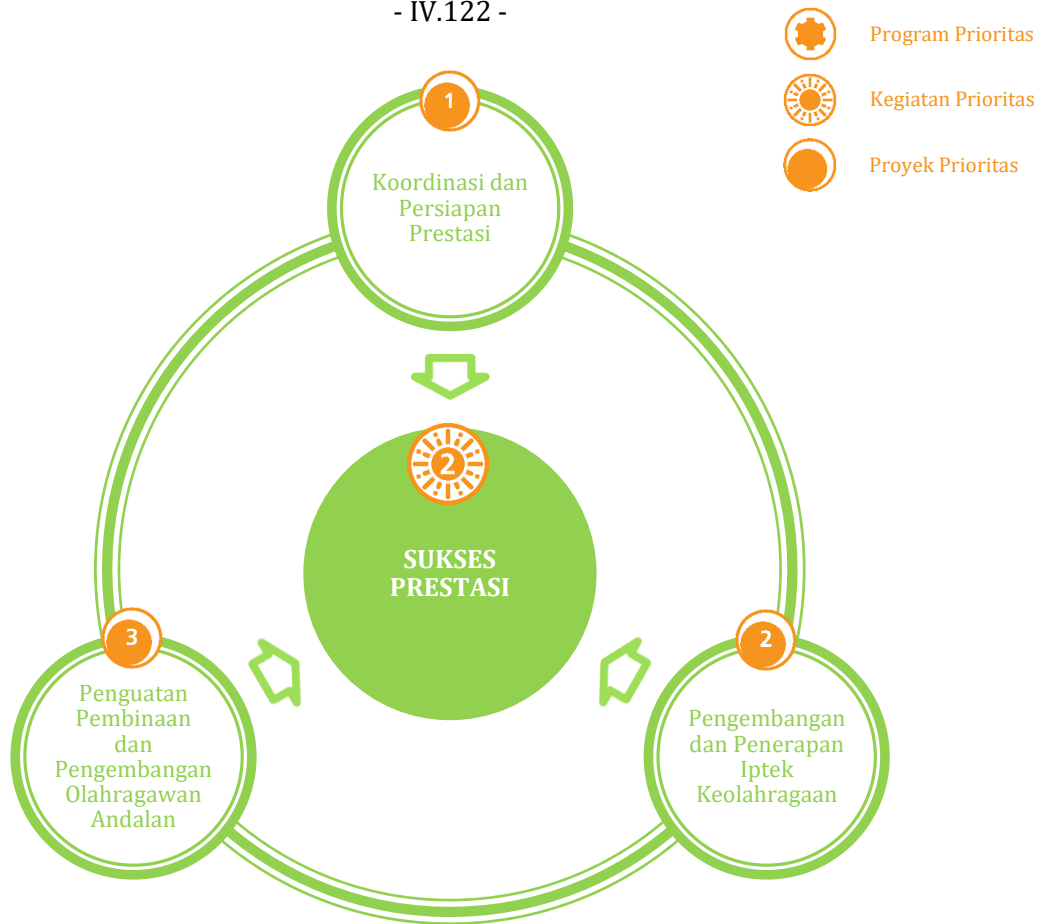 - IV.122 -
Program Prioritas
Kegiatan Prioritas
Proyek Prioritas
1
Koordinasi dan
Persiapan
Prestasi
2
SUKSES
PRESTASI
3
Penguatan
Pembinaan
dan
Pengembangan
Olahragawan
Andalan
2
Pengembangan
dan Penerapan
Iptek
Keolahragaan